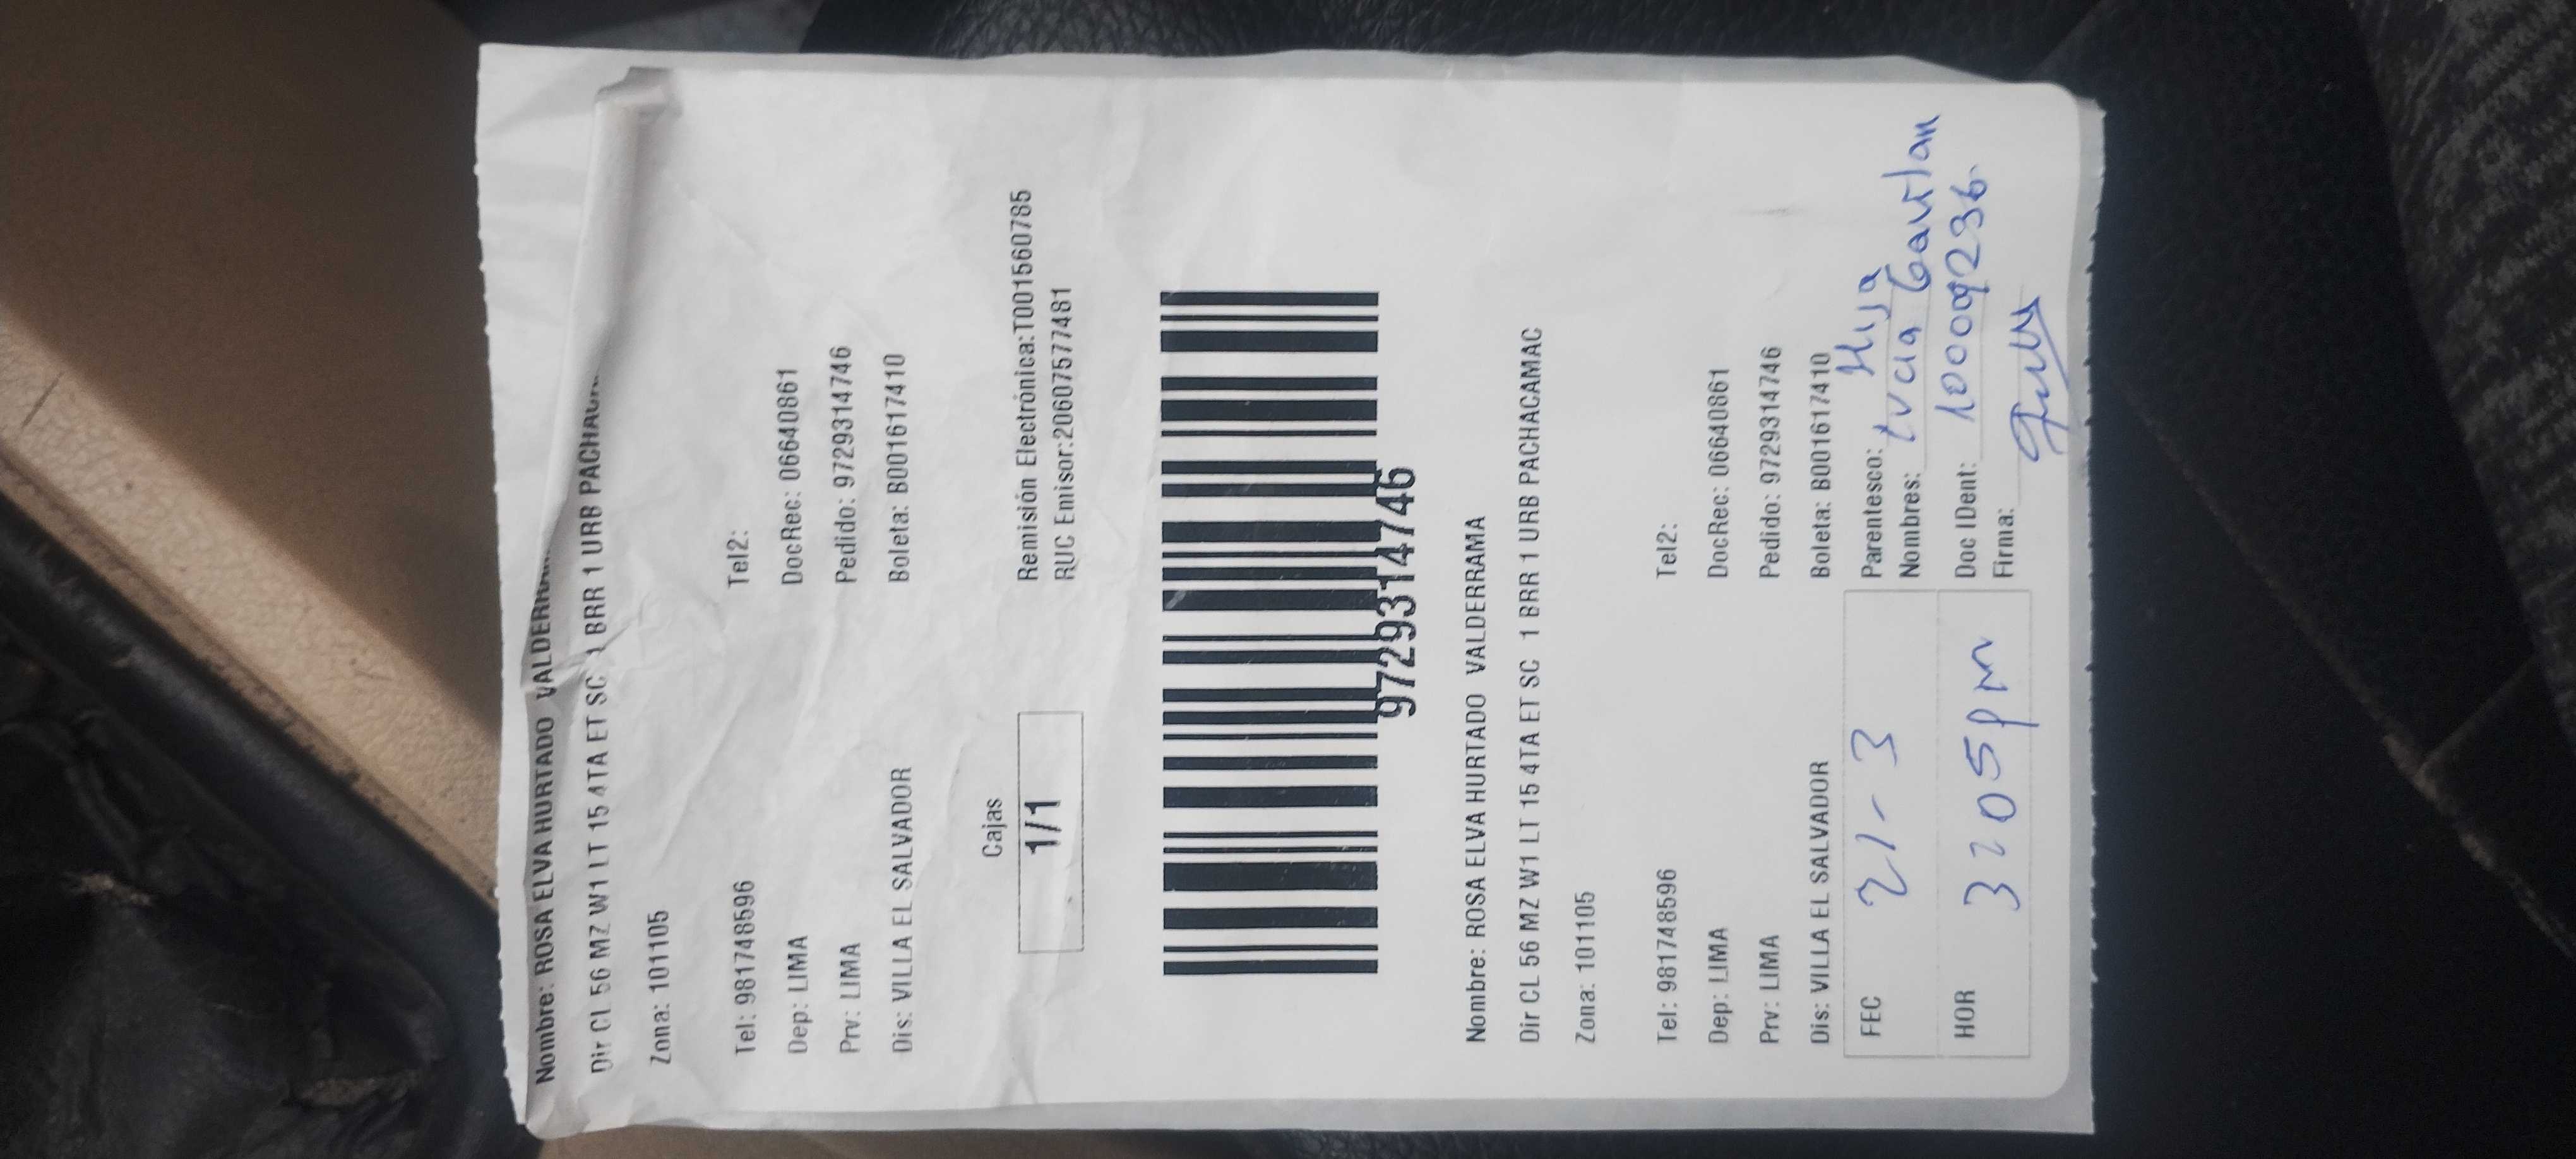 Nombre: ROSA ELVA HURTADO VALDERRAMA
Dir CL 56 MZ W1 LT 15 4TA ET SC 1 BRR 1 URB PACHACAMAC
Zona: 101105
Tel: 981748596 Tel2:
Dep: LIMA DocRec: 06640861
Prv: LIMA Pedido: 9729314746
Dis: VILLA EL SALVADOR Boleta: B001617410
Cajas
1/1
Remisión Electrónica:T001560785
RUC Emisor:20607577481
9729314746
Nombre: ROSA ELVA HURTADO VALDERRAMA
Dir CL 56 MZ W1 LT 15 4TA ET SC 1 BRR 1 URB PACHACAMAC
Zona: 101105
Tel: 981748596 Tel2:
Dep: LIMA DocRec: 06640861
Prv: LIMA Pedido: 9729314746
Dis: VILLA EL SALVADOR Boleta: B001617410
FEC 21-3 Parentesco: Hija
Nombres: lucia Gavilan
HOR 3:05 pm Doc IDent: 10009236
Firma: